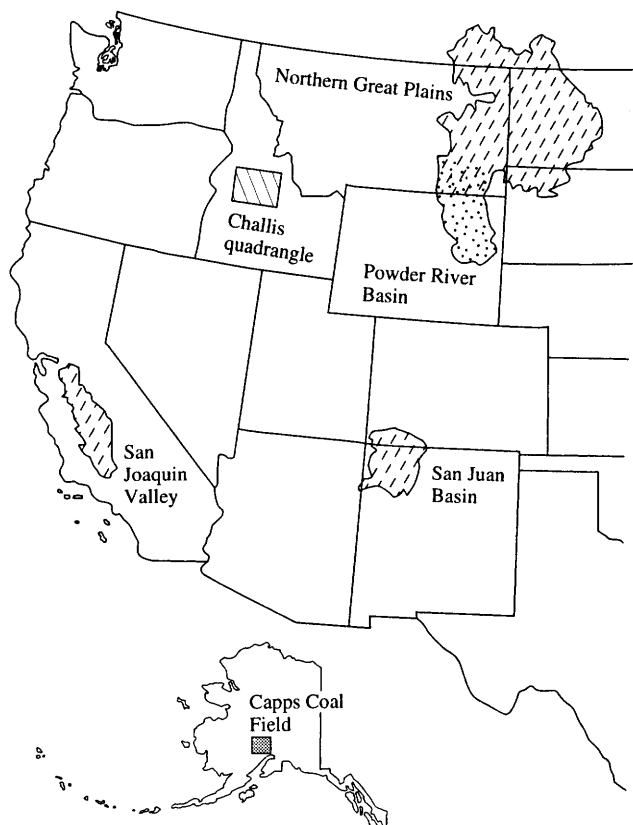 Northern Great Plains
Challis
quadrangle
Powder River
Basin
San
Joaquin
Valley
San Juan
Basin
Capps Coal
Field